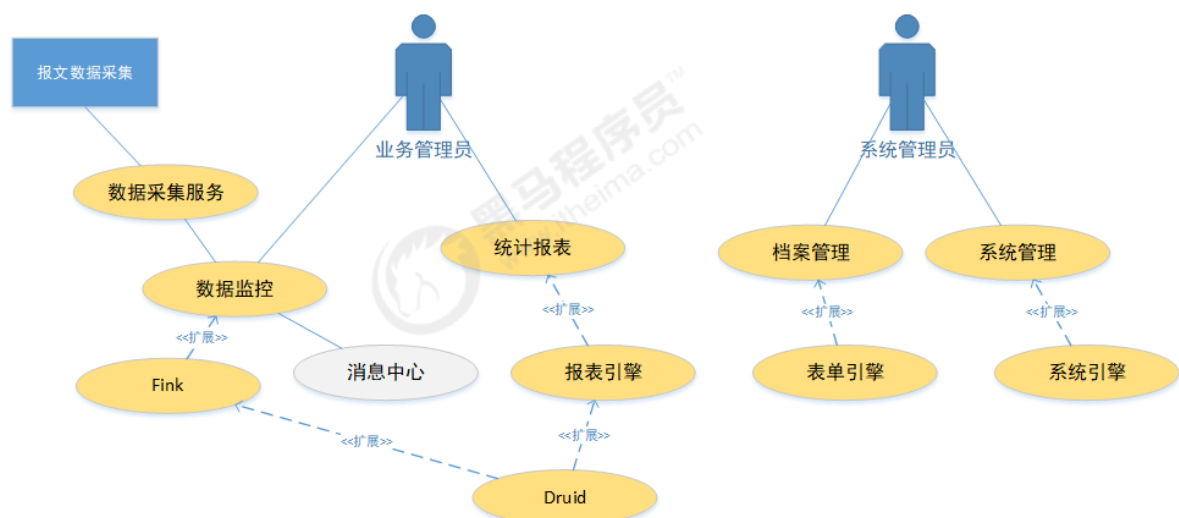 报文数据采集
业务管理员
系统管理员
数据采集服务
统计报表
档案管理
系统管理
数据监控
<<扩展>>
<<扩展>>
<<扩展>>
<<扩展>>
Fink
消息中心
报表引擎
表单引擎
系统引擎
<<扩展>>
<<扩展>>
Druid
黑马程序员™
www.itheima.com